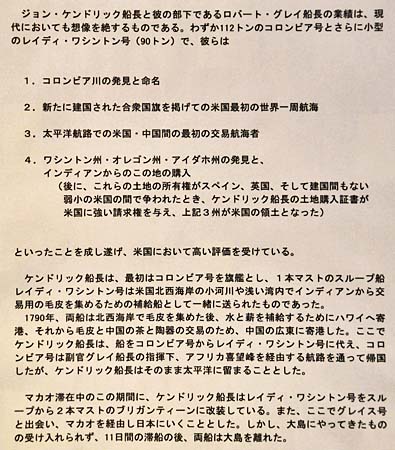 ジョン・ケンドリック船長と彼の部下であるロバート・グレイ船長の業績は、現
代においても想像を絶するものである。わずか112トンのコロンビア号とさらに小型
のレイディ・ワシントン号（90トン）で、彼らは
１．コロンビア川の発見と命名
２．新たに建国された合衆国旗を掲げての米国最初の世界一周航海
３．太平洋航路での米国・中国間の最初の交易航海者
４．ワシントン州・オレゴン州・アイダホ州の発見と、
インディアンからのこの地の購入
（後に、これらの土地の所有権がスペイン、英国、そして建国間もない
弱小の米国の間で争われたとき、ケンドリック船長の土地購入証書が
米国に強い請求権を与え、上記３州が米国の領土となった）
といったことを成し遂げ、米国において高い評価を受けている。
ケンドリック船長は、最初はコロンビア号を旗艦とし、１本マストのスループ船
レイディ・ワシントン号は米国北西海岸の小河川や浅い湾内でインディアンから交
易用の毛皮を集めるための補給船として一緒に送られたものであった。
1790年、両船は北西海岸で毛皮を集めた後、水と薪を補給するためにハワイへ寄
港、それから毛皮と中国の茶と陶器の交易のため、中国の広東に寄港した。ここで
ケンドリック船長は、船をコロンビア号からレイディ・ワシントン号に代え、コロ
ンビア号は副官グレイ船長の指揮下、アフリカ喜望峰を経由する航路を通って帰国
したが、ケンドリック船長はそのまま太平洋に留まることとした。
マカオ滞在中のこの期間に、ケンドリック船長はレイディ・ワシントン号をスル
ープから２本マストのブリガンティーンに改装している。また、ここでグレイス号
と出会い、マカオを経由し日本にいくこととした。しかし、大島にやってきたもの
の受け入れられず、11日間の滞船の後、両船は大島を離れた。